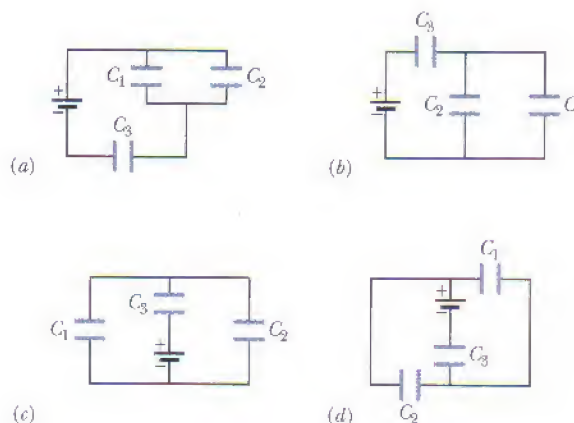 C₃
C₁ C₂
+
−
C₃
(a)
+
−
C₂ C
(b)
C₁ C₃ C₂
+
−
(c)
C₁
+
−
C₃
C₂
(d)